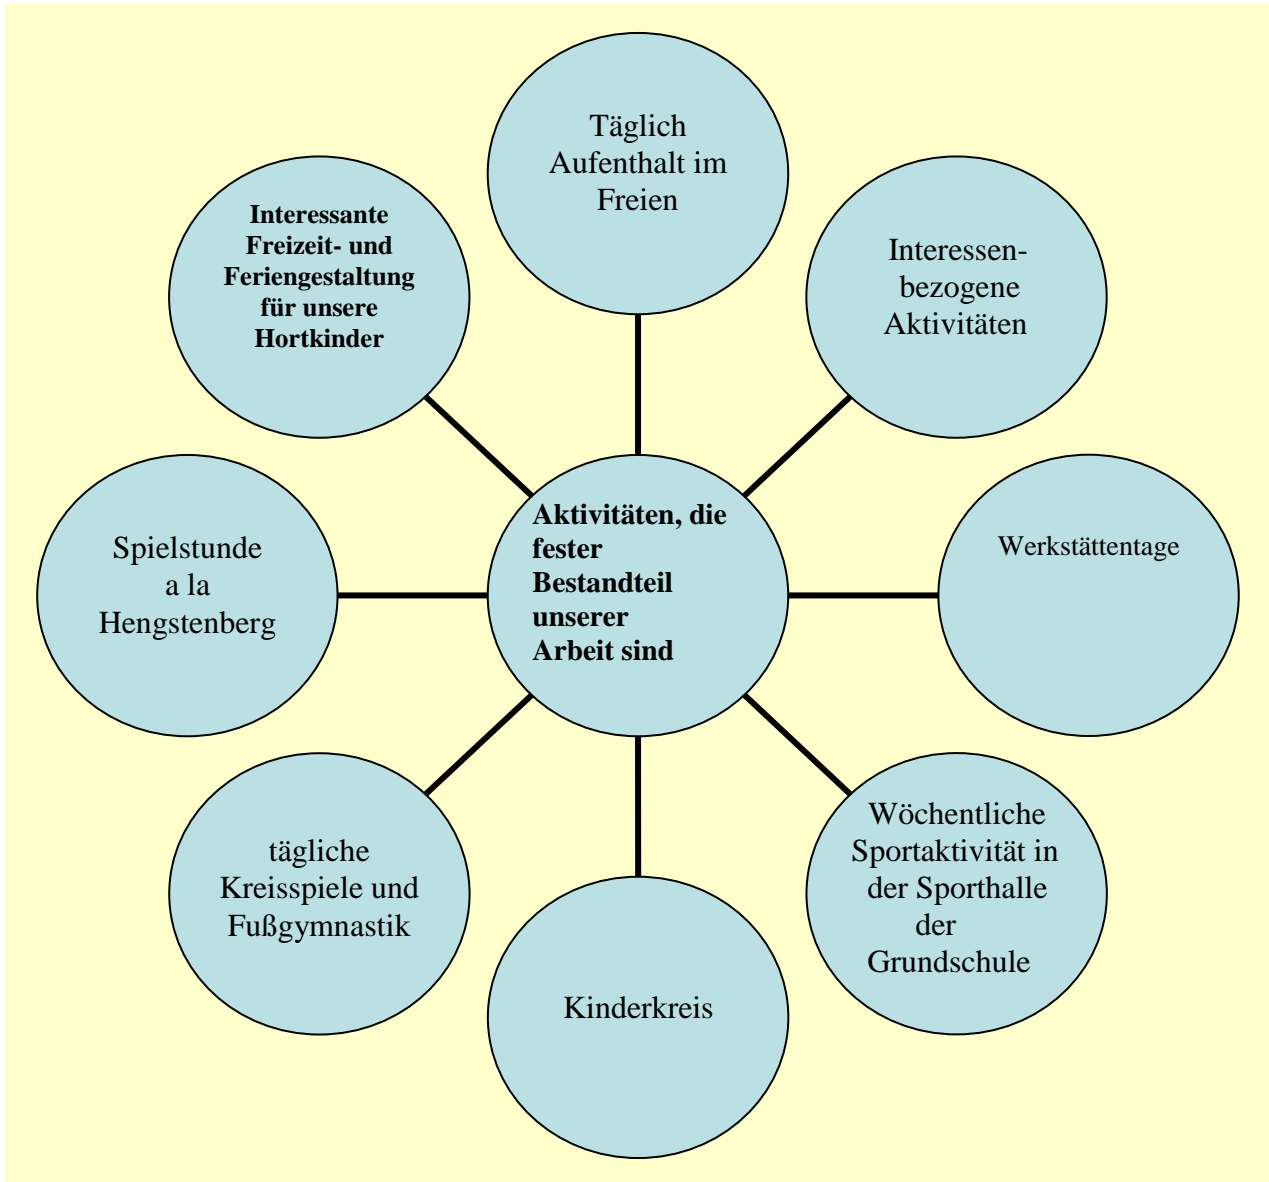 Täglich
Aufenthalt im
Freien
Interessante
Freizeit- und
Feriengestaltung
für unsere
Hortkinder
Interessen-
bezogene
Aktivitäten
Spielstunde
a la
Hengstenberg
Aktivitäten, die
fester
Bestandteil
unserer
Arbeit sind
Werkstättentage
tägliche
Kreisspiele und
Fußgymnastik
Wöchentliche
Sportaktivität in
der Sporthalle
der
Grundschule
Kinderkreis